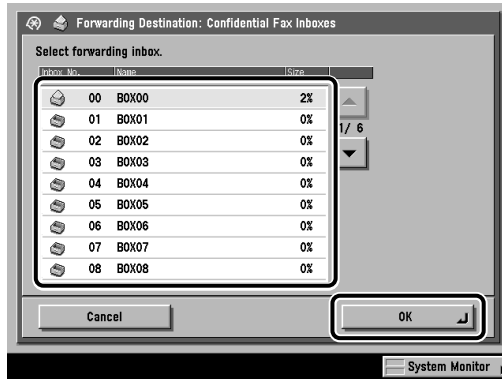 Forwarding Destination: Confidential Fax Inboxes
Select forwarding inbox.
Inbox No. Name Size
00 BOX00 2%
01 BOX01 0%
02 BOX02 0%
03 BOX03 0%
04 BOX04 0%
05 BOX05 0%
06 BOX06 0%
07 BOX07 0%
08 BOX08 0%
1/ 6
Cancel OK
System Monitor